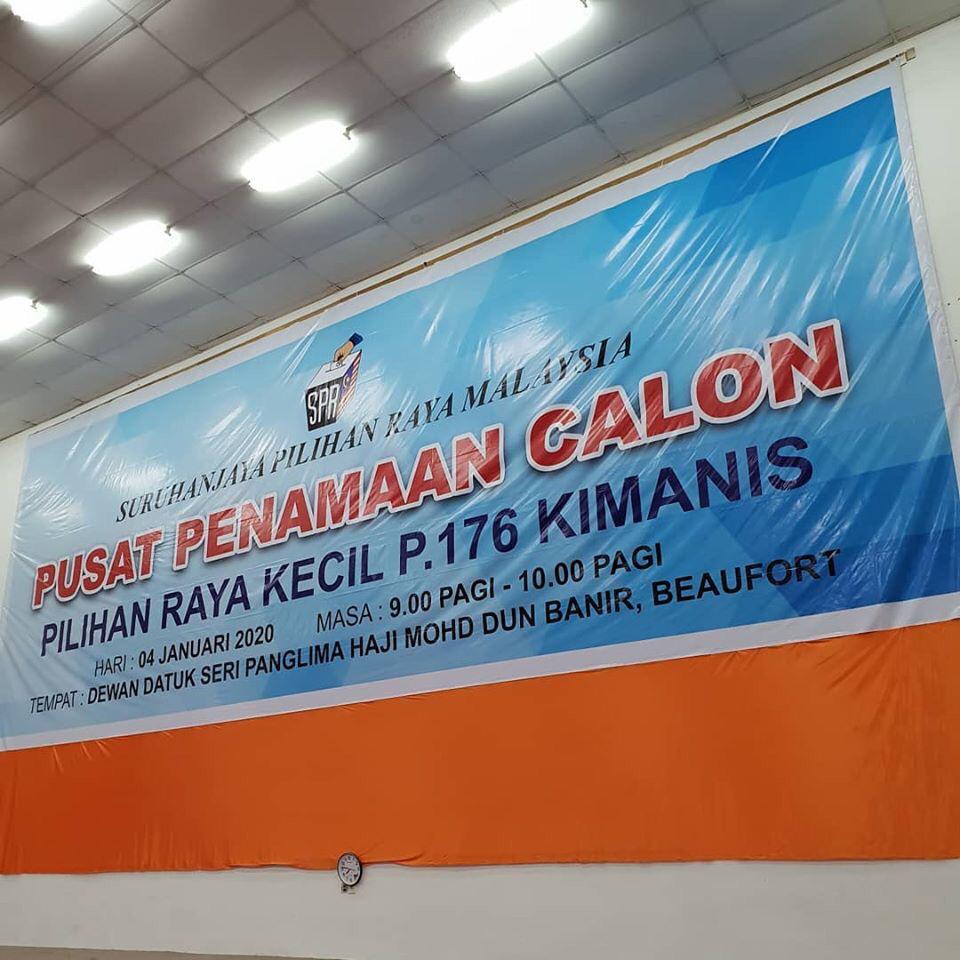 SPR
SURUHANJAYA PILIHAN RAYA MALAYSIA
PUSAT PENAMAAN CALON
PILIHAN RAYA KECIL P.176 KIMANIS
HARI : 04 JANUARI 2020 MASA : 9.00 PAGI - 10.00 PAGI
TEMPAT : DEWAN DATUK SERI PANGLIMA HAJI MOHD DUN BANIR, BEAUFORT